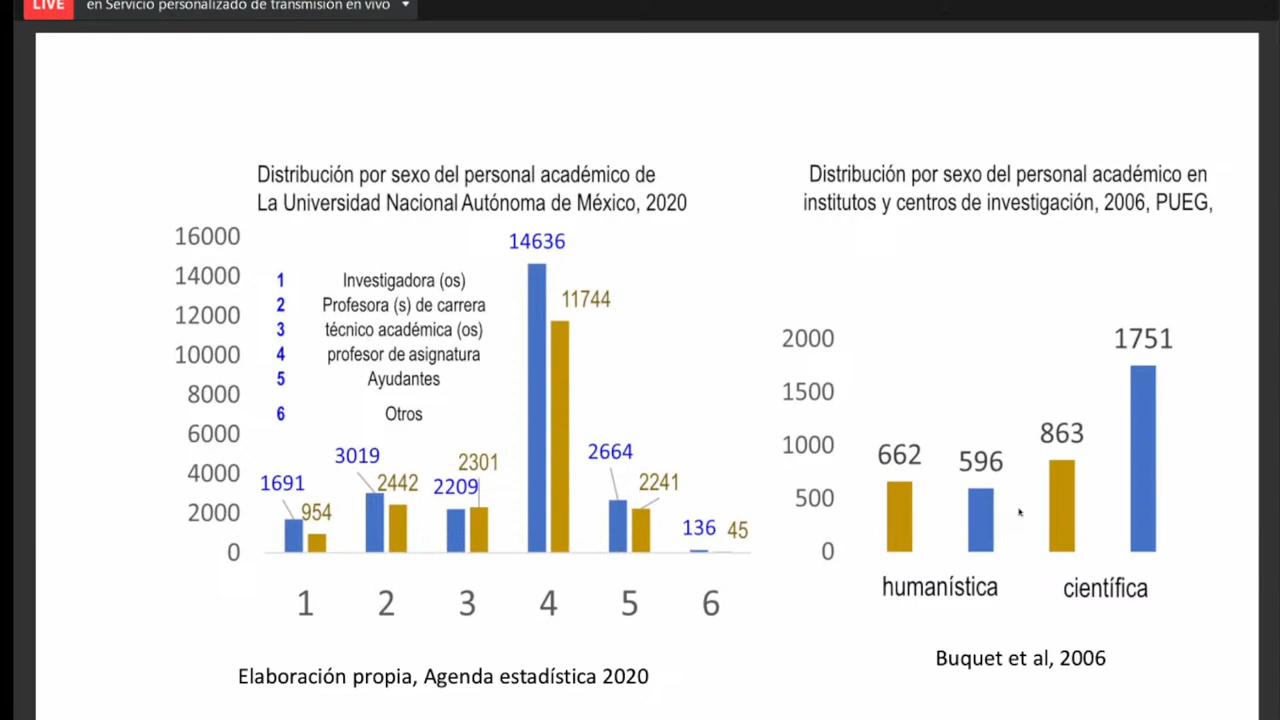 LIVE en Servicio personalizado de transmisión en vivo
Distribución por sexo del personal académico de
La Universidad Nacional Autónoma de México, 2020
16000
14000
12000
10000
8000
6000
4000
2000
0
1 Investigadora (os)
2 Profesora (s) de carrera
3 técnico académica (os)
4 profesor de asignatura
5 Ayudantes
6 Otros
1691
954
3019
2442
2209
2301
14636
11744
2664
2241
136
45
1 2 3 4 5 6
Elaboración propia, Agenda estadística 2020
Distribución por sexo del personal académico en
institutos y centros de investigación, 2006, PUEG,
2000
1500
1000
500
0
662
596
863
1751
humanística científica
Buquet et al, 2006